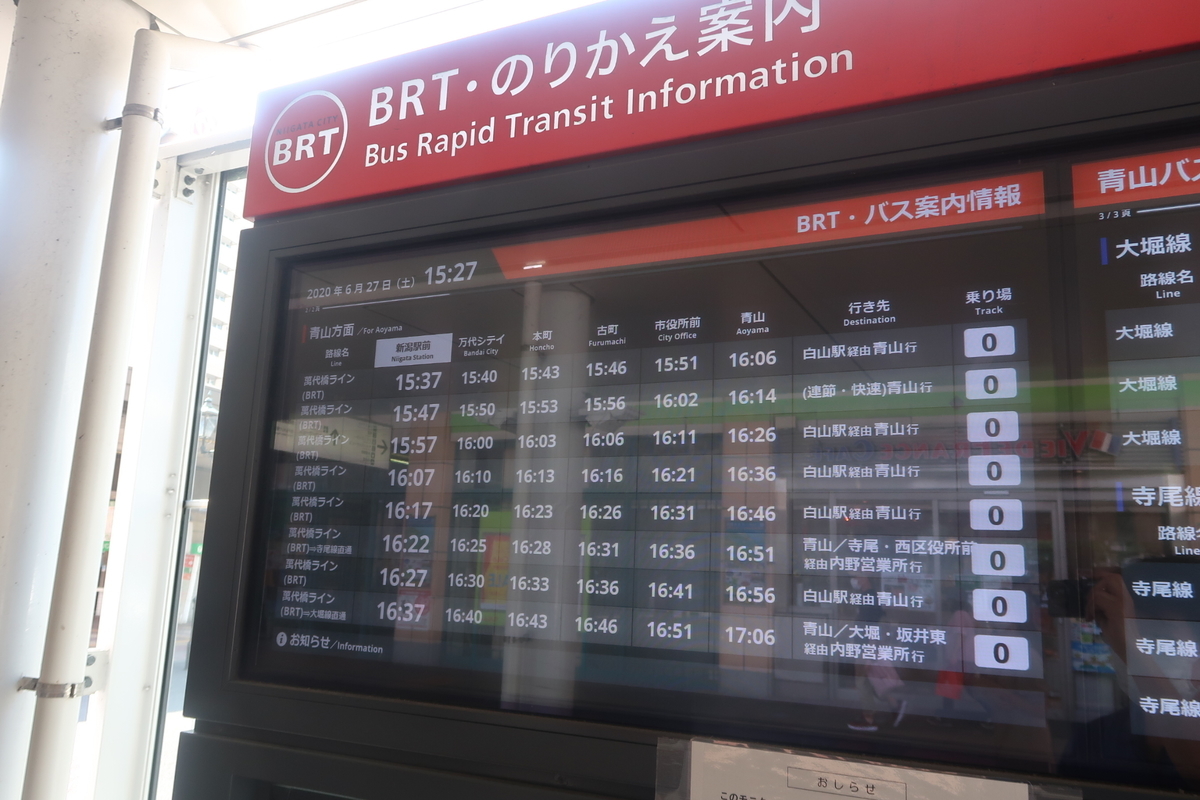 BRT・のりかえ案内
Bus Rapid Transit Information
NIIGATA CITY
BRT
BRT・バス案内情報
2020年6月27日(土) 15:27
青山方面／For Aoyama
路線名 新潟駅前 万代シテイ 本町 古町 市役所前 青山 行き先 乗り場
Line Niigata Station Bandai City Honcho Furumachi City Office Aoyama Destination Track
萬代橋ライン(BRT) 15:37 15:40 15:43 15:46 15:51 16:06 白山駅経由青山行 0
萬代橋ライン(BRT) 15:47 15:50 15:53 15:56 16:02 16:14 (連節・快速)青山行 0
萬代橋ライン(BRT) 15:57 16:00 16:03 16:06 16:11 16:26 白山駅経由青山行 0
萬代橋ライン(BRT) 16:07 16:10 16:13 16:16 16:21 16:36 白山駅経由青山行 0
萬代橋ライン(BRT) 16:17 16:20 16:23 16:26 16:31 16:46 白山駅経由青山行 0
萬代橋ライン(BRT)⇒寺尾線直通 16:22 16:25 16:28 16:31 16:36 16:51 青山／寺尾・西区役所前経由内野営業所行 0
萬代橋ライン(BRT) 16:27 16:30 16:33 16:36 16:41 16:56 白山駅経由青山行 0
萬代橋ライン(BRT)⇒大堀線直通 16:37 16:40 16:43 16:46 16:51 17:06 青山／大堀・坂井東経由内野営業所行 0
お知らせ/Information
青山バス
3/3頁
大堀線
路線名
Line
大堀線
大堀線
大堀線
寺尾線
路線名
Line
寺尾線
寺尾線
寺尾線
おしらせ